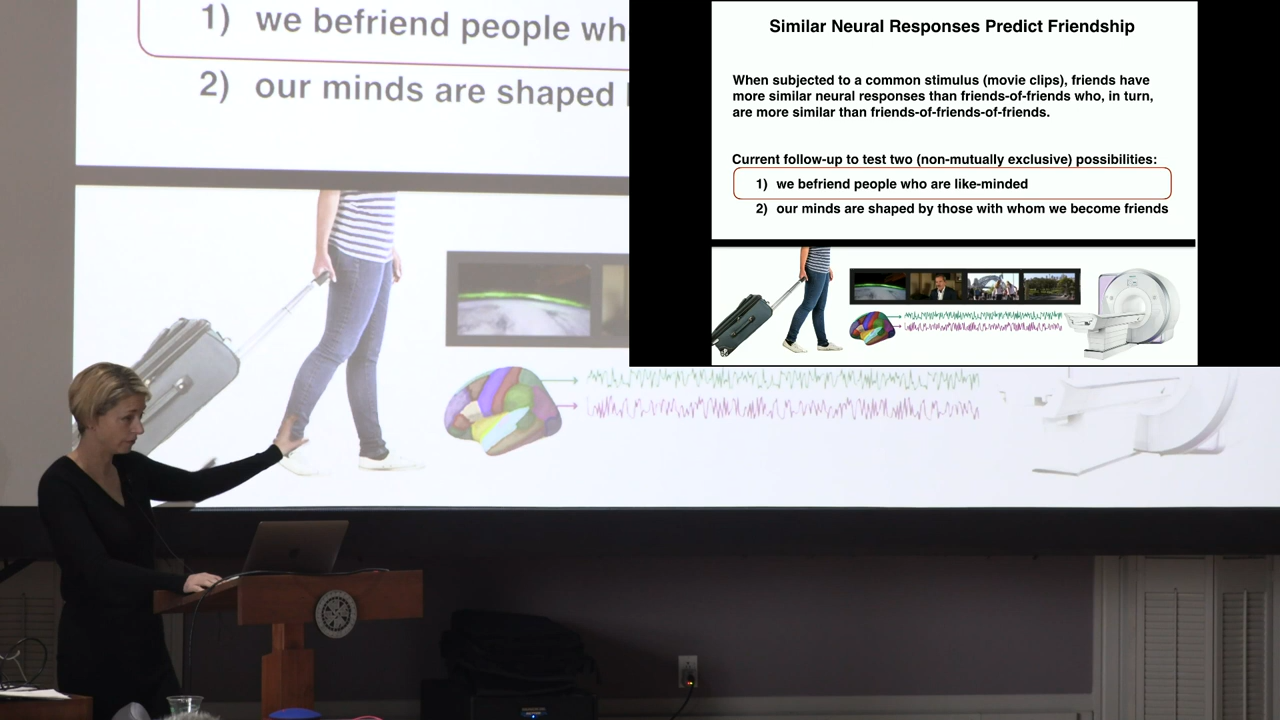 1) we befriend people wh
2) our minds are shaped
Similar Neural Responses Predict Friendship
When subjected to a common stimulus (movie clips), friends have
more similar neural responses than friends-of-friends who, in turn,
are more similar than friends-of-friends-of-friends.
Current follow-up to test two (non-mutually exclusive) possibilities:
1) we befriend people who are like-minded
2) our minds are shaped by those with whom we become friends